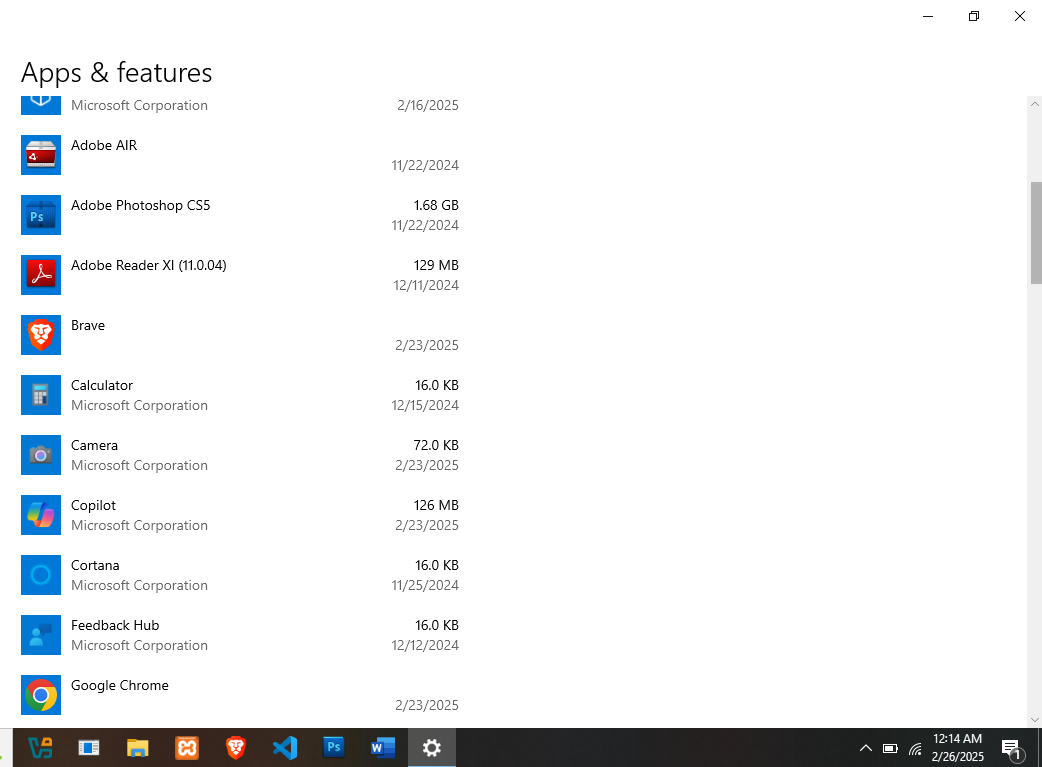 Apps & features
Microsoft Corporation 2/16/2025
Adobe AIR
11/22/2024
Adobe Photoshop CS5 1.68 GB
11/22/2024
Adobe Reader XI (11.0.04) 129 MB
12/11/2024
Brave
2/23/2025
Calculator 16.0 KB
Microsoft Corporation 12/15/2024
Camera 72.0 KB
Microsoft Corporation 2/23/2025
Copilot 126 MB
Microsoft Corporation 2/23/2025
Cortana 16.0 KB
Microsoft Corporation 11/25/2024
Feedback Hub 16.0 KB
Microsoft Corporation 12/12/2024
Google Chrome
2/23/2025
Ps
Ps
W
12:14 AM
2/26/2025
1